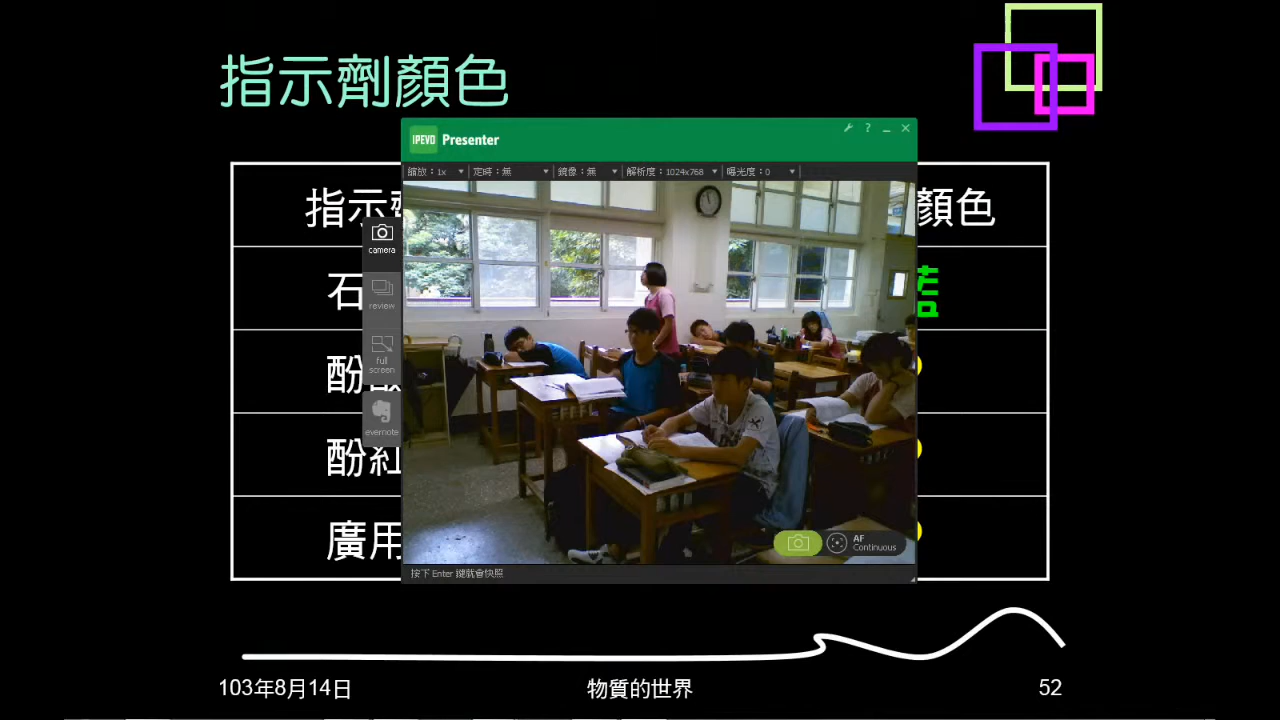 指示劑顏色
IPEVO Presenter
縮放：1x 定時：無 鏡像：無 解析度：1024x768 曝光度：0
指示 顏色
camera
石
review
full
screen
酚
evernote
酚紅
廣用
AF
Continuous
按下 Enter 鍵就會快照
103年8月14日 物質的世界 52